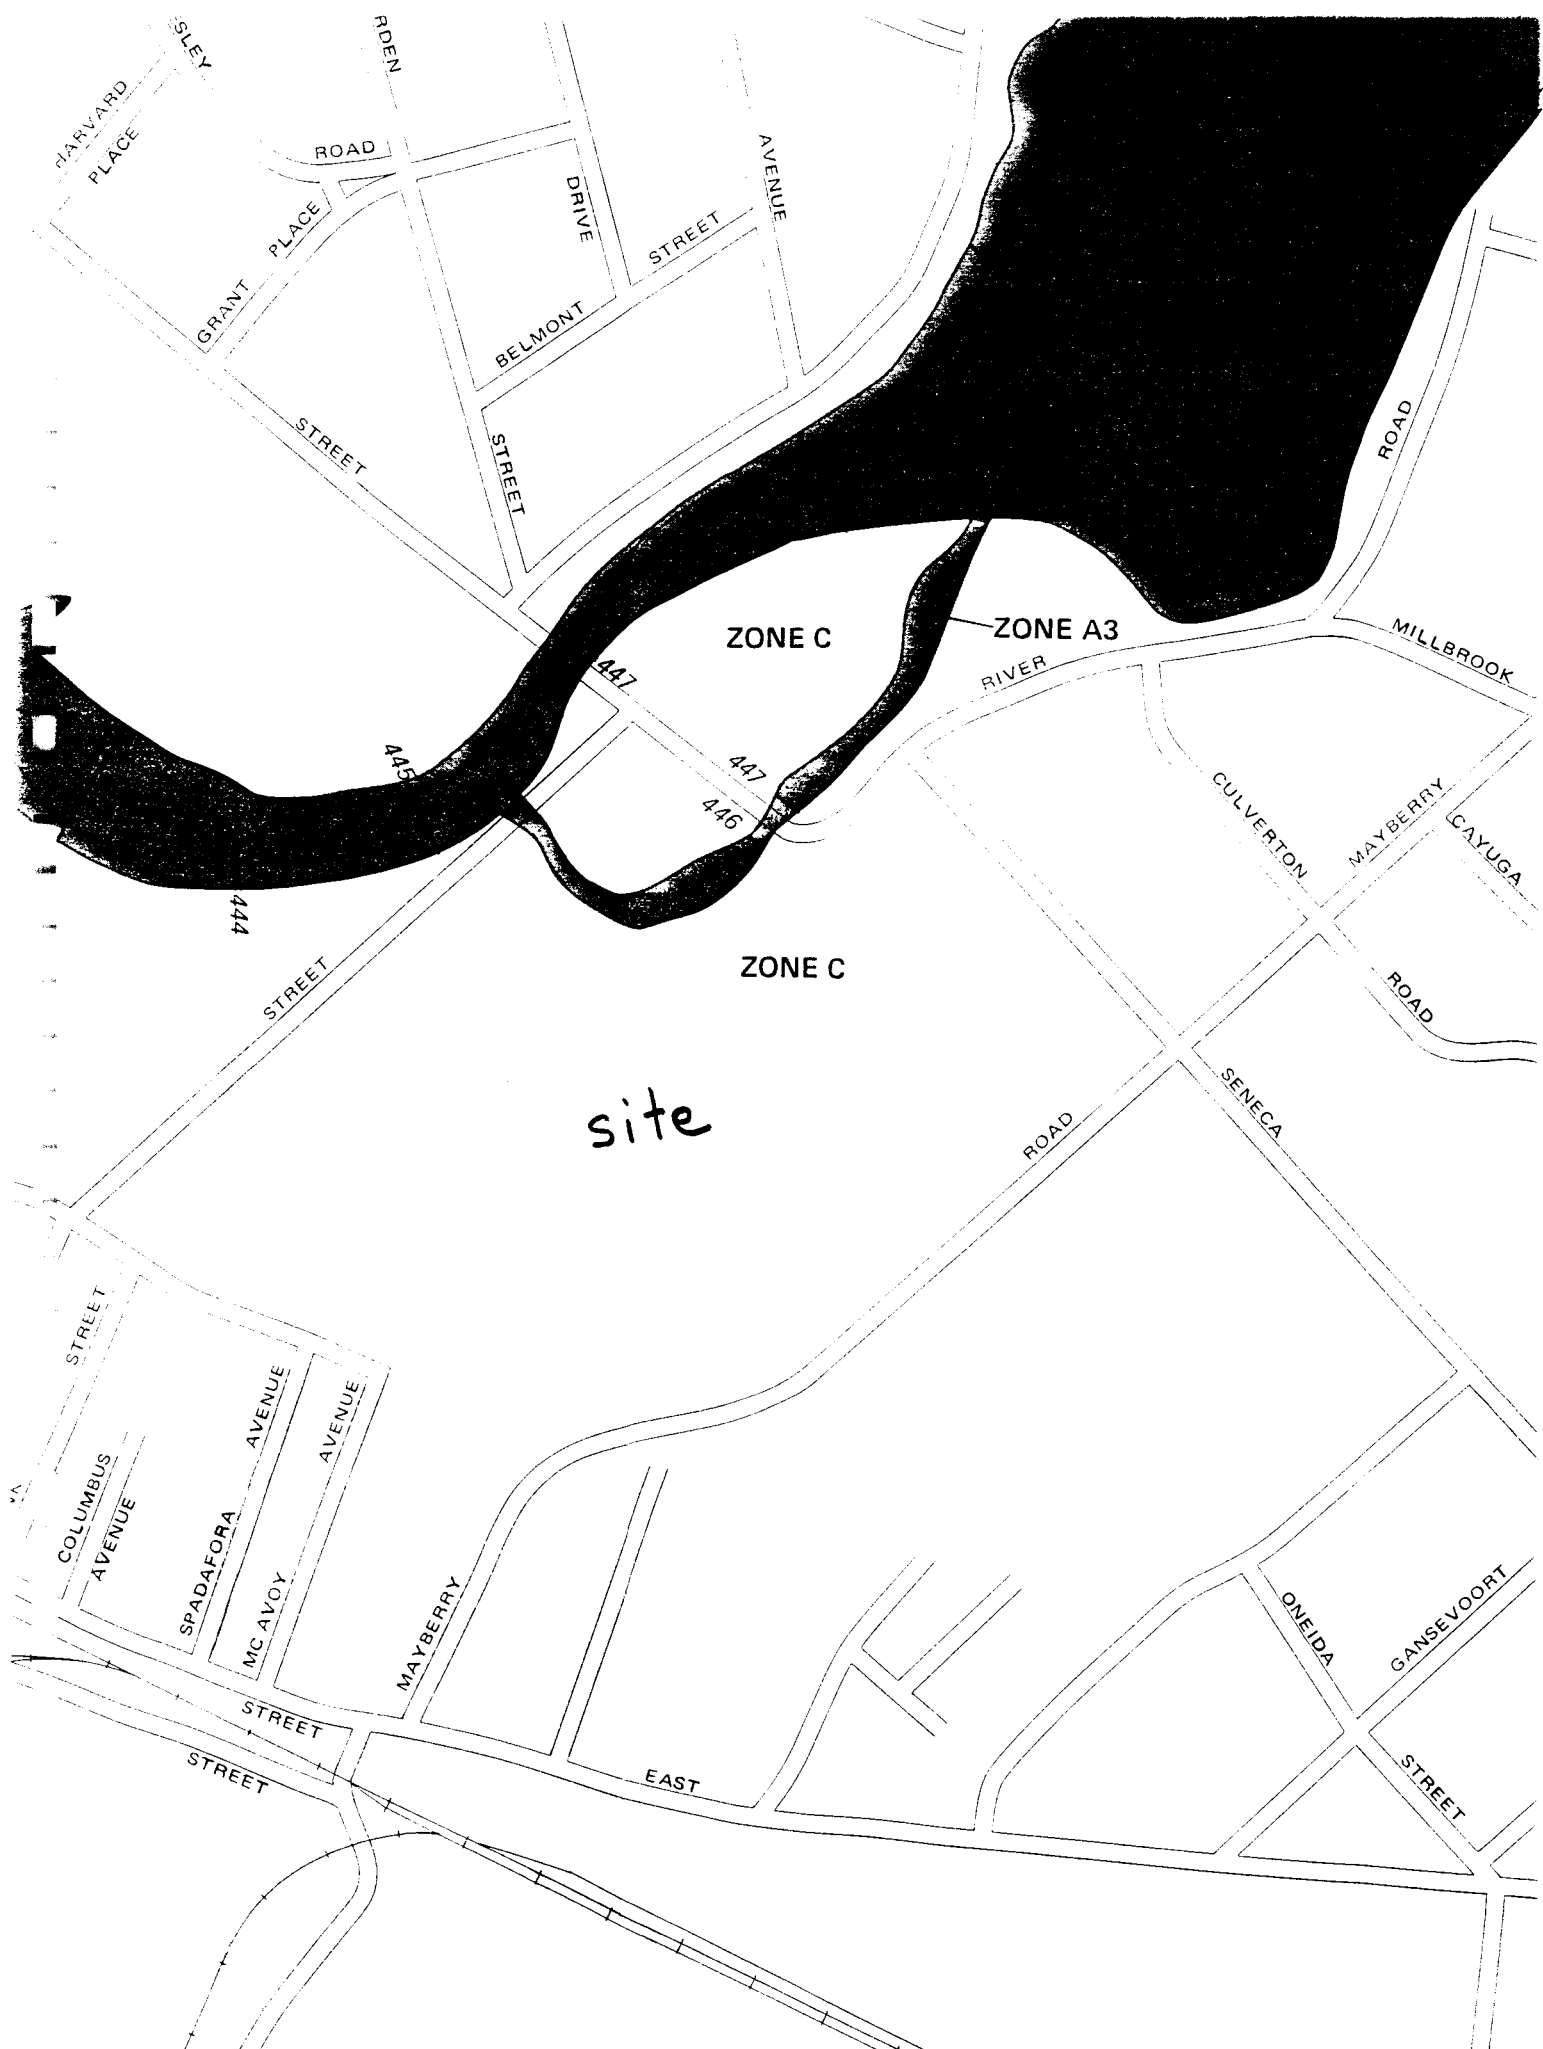 SLEY
RDEN
HARVARD
PLACE
ROAD
AVENUE
DRIVE
PLACE
STREET
GRANT
BELMONT
STREET
STREET
ROAD
ZONE C
ZONE A3
MILLBROOK
RIVER
447
445
447
446
CULVERTON
MAYBERRY
CAYUGA
444
STREET
ZONE C
ROAD
site
SENECA
ROAD
STREET
AVENUE
AVENUE
COLUMBUS
AVENUE
SPADAFORA
MC AVOY
MAYBERRY
ONEIDA
GANSEVOORT
STREET
STREET
EAST
STREET